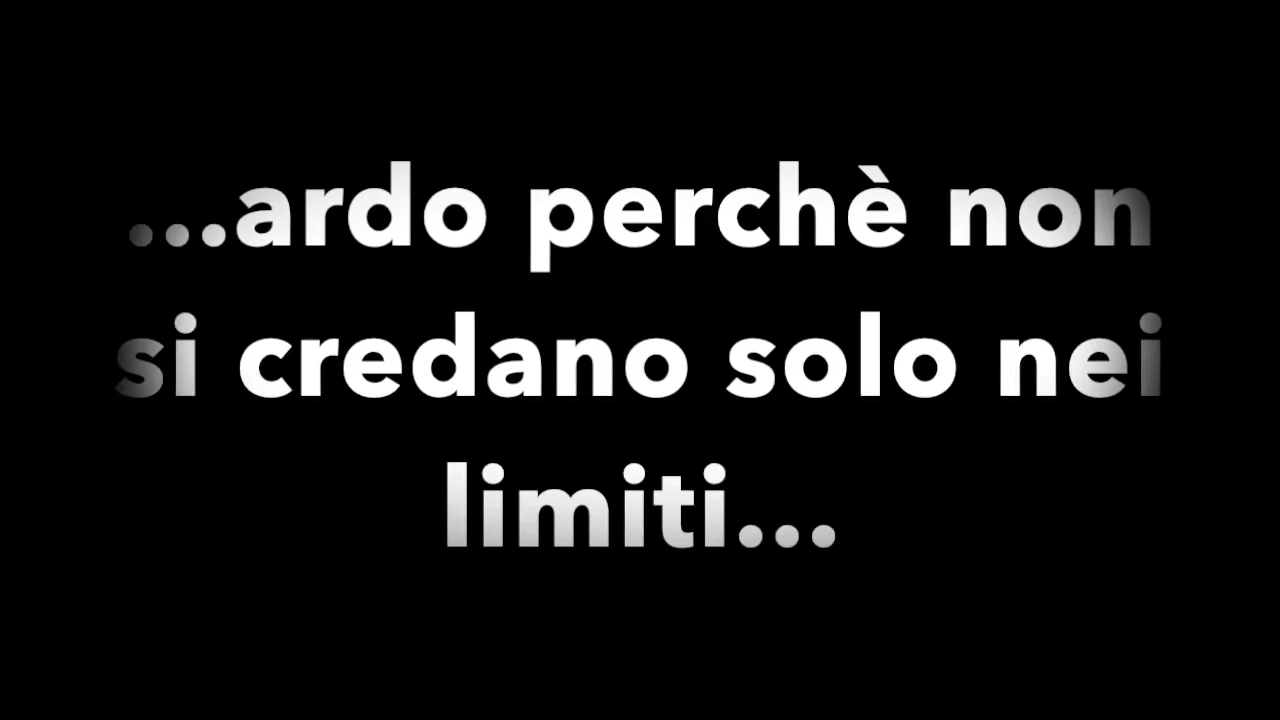 ...ardo perchè non
si credano solo nei
limiti...